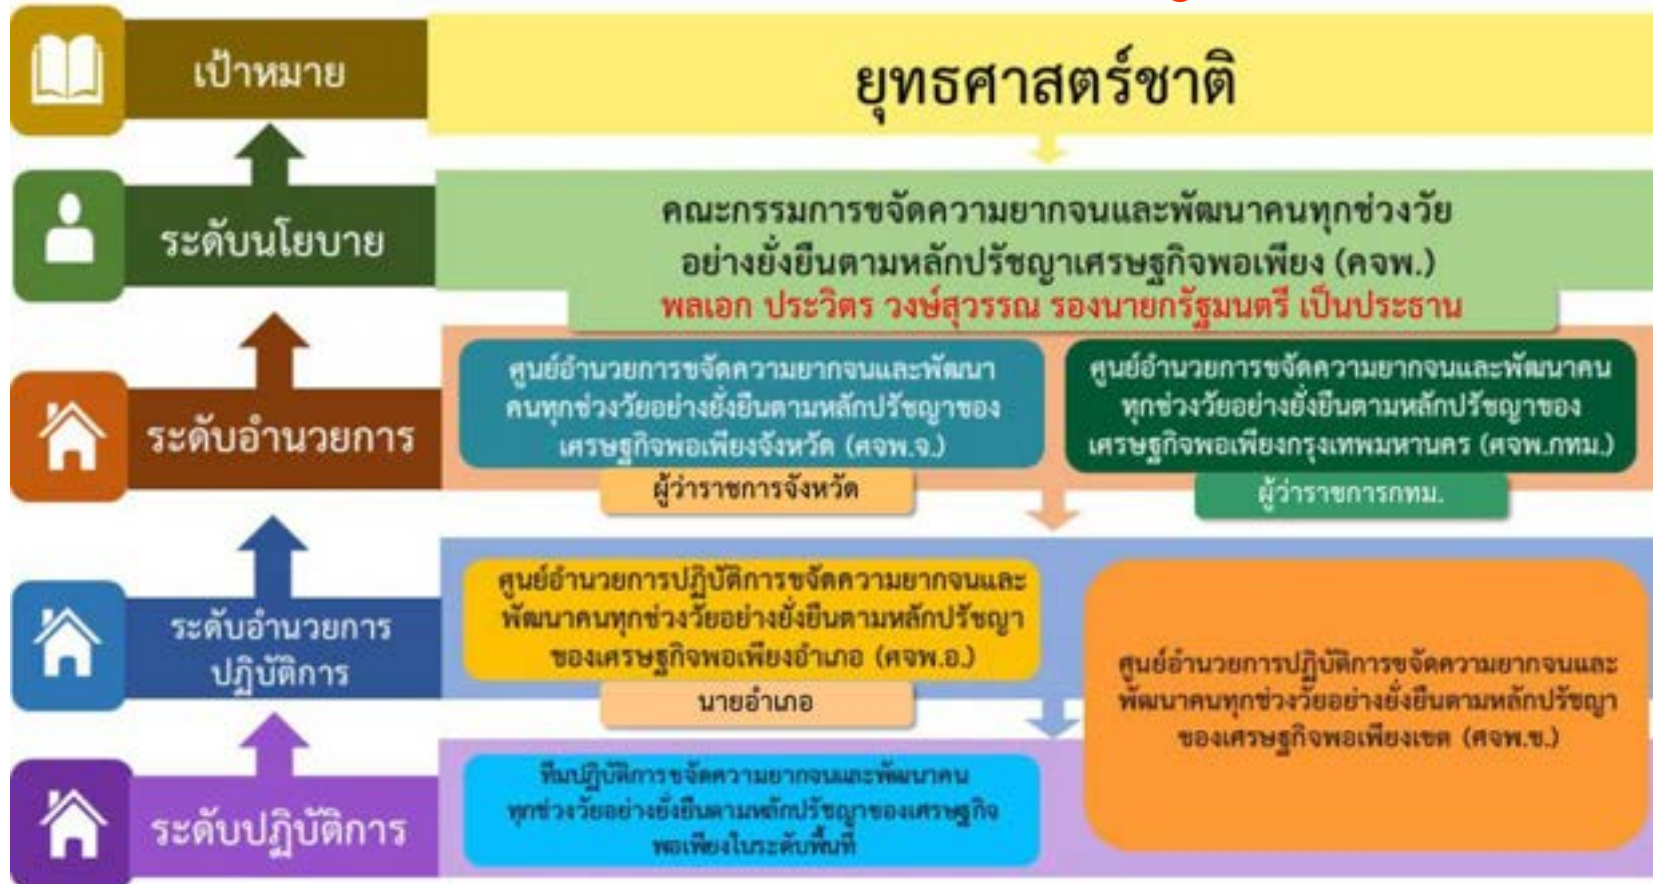 เป้าหมาย
ยุทธศาสตร์ชาติ
ระดับนโยบาย
คณะกรรมการขจัดความยากจนและพัฒนาคนทุกช่วงวัย
อย่างยั่งยืนตามหลักปรัชญาเศรษฐกิจพอเพียง (คจพ.)
พลเอก ประวิตร วงษ์สุวรรณ รองนายกรัฐมนตรี เป็นประธาน
ระดับอำนวยการ
ศูนย์อำนวยการขจัดความยากจนและพัฒนา
คนทุกช่วงวัยอย่างยั่งยืนตามหลักปรัชญาของ
เศรษฐกิจพอเพียงจังหวัด (ศจพ.จ.)
ผู้ว่าราชการจังหวัด
ศูนย์อำนวยการขจัดความยากจนและพัฒนาคน
ทุกช่วงวัยอย่างยั่งยืนตามหลักปรัชญาของ
เศรษฐกิจพอเพียงกรุงเทพมหานคร (ศจพ.กทม.)
ผู้ว่าราชการกทม.
ระดับอำนวยการ
ปฏิบัติการ
ศูนย์อำนวยการปฏิบัติการขจัดความยากจนและ
พัฒนาคนทุกช่วงวัยอย่างยั่งยืนตามหลักปรัชญา
ของเศรษฐกิจพอเพียงอำเภอ (ศจพ.อ.)
นายอำเภอ
ศูนย์อำนวยการปฏิบัติการขจัดความยากจนและ
พัฒนาคนทุกช่วงวัยอย่างยั่งยืนตามหลักปรัชญา
ของเศรษฐกิจพอเพียงเขต (ศจพ.ข.)
ระดับปฏิบัติการ
ทีมปฏิบัติการขจัดความยากจนและพัฒนาคน
ทุกช่วงวัยอย่างยั่งยืนตามหลักปรัชญาของเศรษฐกิจ
พอเพียงในระดับพื้นที่